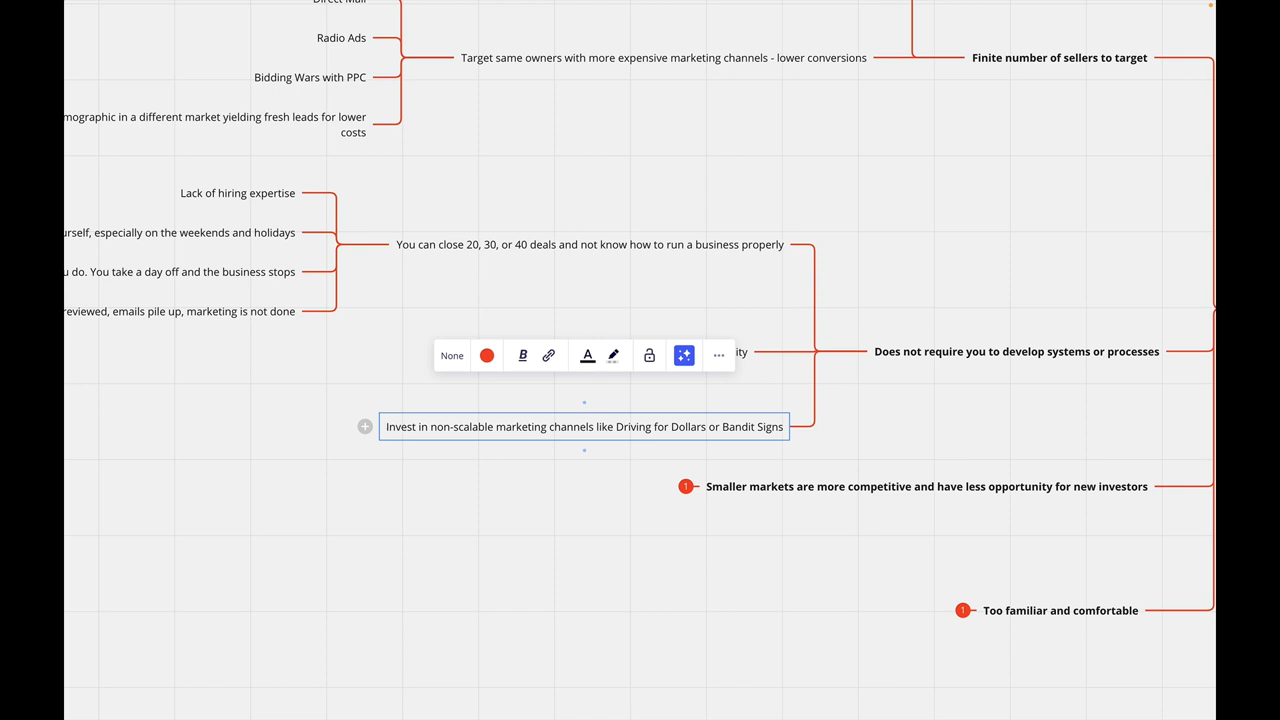 Direct Mail
Radio Ads
Target same owners with more expensive marketing channels - lower conversions
Finite number of sellers to target
Bidding Wars with PPC
mographic in a different market yielding fresh leads for lower
costs
Lack of hiring expertise
urself, especially on the weekends and holidays
You can close 20, 30, or 40 deals and not know how to run a business properly
u do. You take a day off and the business stops
reviewed, emails pile up, marketing is not done
None
B
A
ity
Does not require you to develop systems or processes
Invest in non-scalable marketing channels like Driving for Dollars or Bandit Signs
1
Smaller markets are more competitive and have less opportunity for new investors
1
Too familiar and comfortable